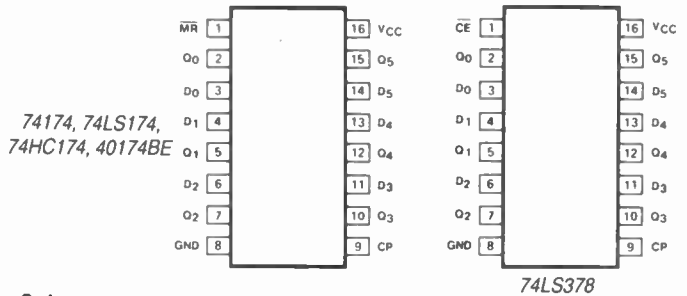 MR 1 16 VCC
Q0 2 15 Q5
D0 3 14 D5
D1 4 13 D4
Q1 5 12 Q4
D2 6 11 D3
Q2 7 10 Q3
GND 8 9 CP
74174, 74LS174,
74HC174, 40174BE
CE 1 16 VCC
Q0 2 15 Q5
D0 3 14 D5
D1 4 13 D4
Q1 5 12 Q4
D2 6 11 D3
Q2 7 10 Q3
GND 8 9 CP
74LS378